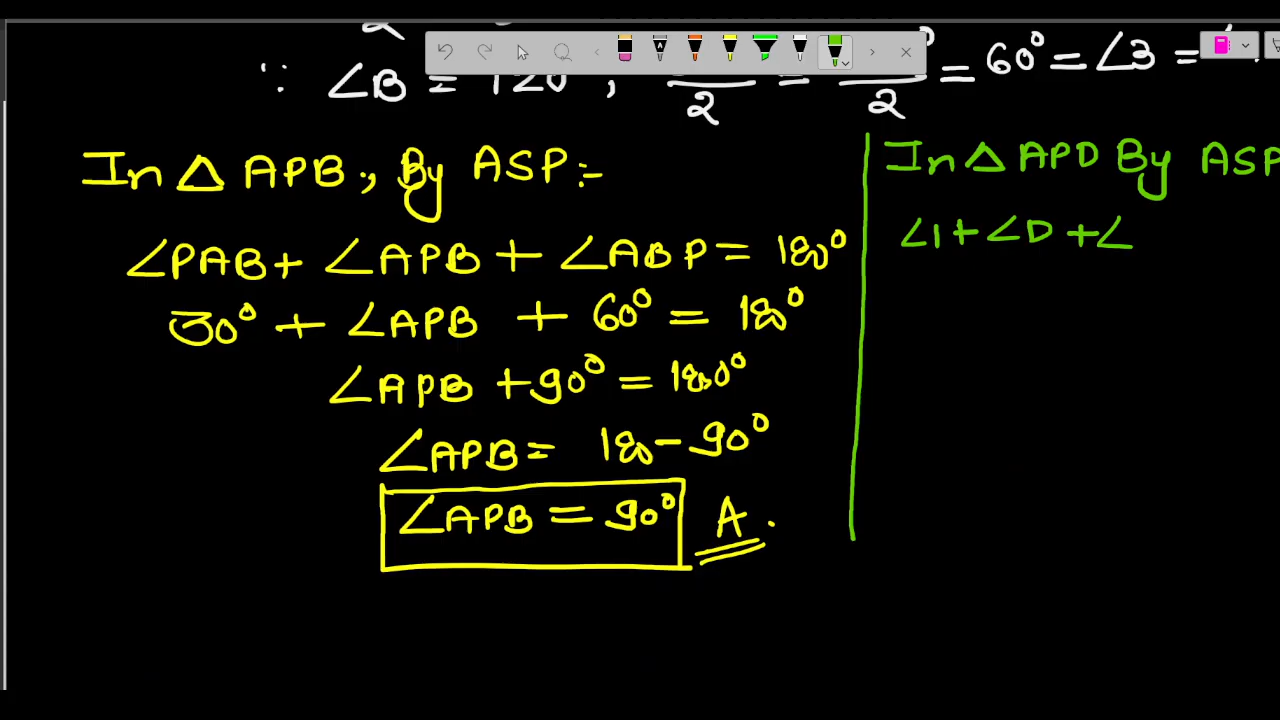 ∵ ∠B = 120°, /2 = /2 = 60° = ∠3 =
In △ APB, By ASP:-
∠PAB + ∠APB + ∠ABP = 180°
30° + ∠APB + 60° = 180°
∠APB + 90° = 180°
∠APB = 180 - 90°
∠APB = 90° A.
In △ APD By ASP
∠1 + ∠D + ∠